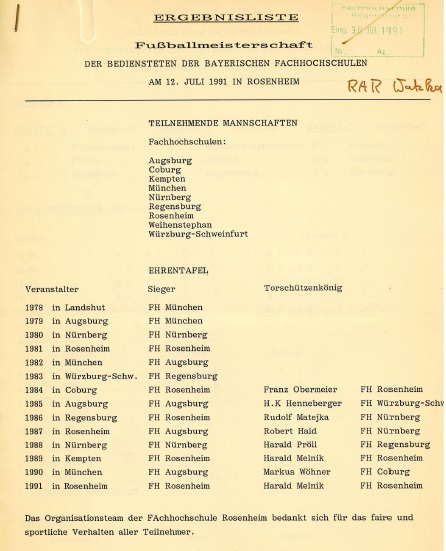 ERGEBNISLISTE
Fachhochschule
Regensburg
Eing. 30. JUL. 1991
Nr. Az.
Fußballmeisterschaft
DER BEDIENSTETEN DER BAYERISCHEN FACHHOCHSCHULEN
AM 12. JULI 1991 IN ROSENHEIM
RAR Watzka
TEILNEHMENDE MANNSCHAFTEN
Fachhochschulen:
Augsburg
Coburg
Kempten
München
Nürnberg
Regensburg
Rosenheim
Weihenstephan
Würzburg-Schweinfurt
EHRENTAFEL
Veranstalter Sieger Torschützenkönig
1978 in Landshut FH München
1979 in Augsburg FH München
1980 in Nürnberg FH Nürnberg
1981 in Rosenheim FH Rosenheim
1982 in München FH Augsburg
1983 in Würzburg-Schw. FH Regensburg
1984 in Coburg FH Rosenheim Franz Obermeier FH Rosenheim
1985 in Augsburg FH Augsburg H.K Henneberger FH Würzburg-Schw
1986 in Regensburg FH Rosenheim Rudolf Matejka FH Nürnberg
1987 in Rosenheim FH Augsburg Robert Haid FH Nürnberg
1988 in Nürnberg FH Nürnberg Harald Pröll FH Regensburg
1989 in Kempten FH Rosenheim Harald Melnik FH Rosenheim
1990 in München FH Augsburg Markus Wöhner FH Coburg
1991 in Rosenheim FH Rosenheim Harald Melnik FH Rosenheim
Das Organisationsteam der FAchhochschule Rosenheim bedankt sich für das faire und
sportliche Verhalten aller Teilnehmer.